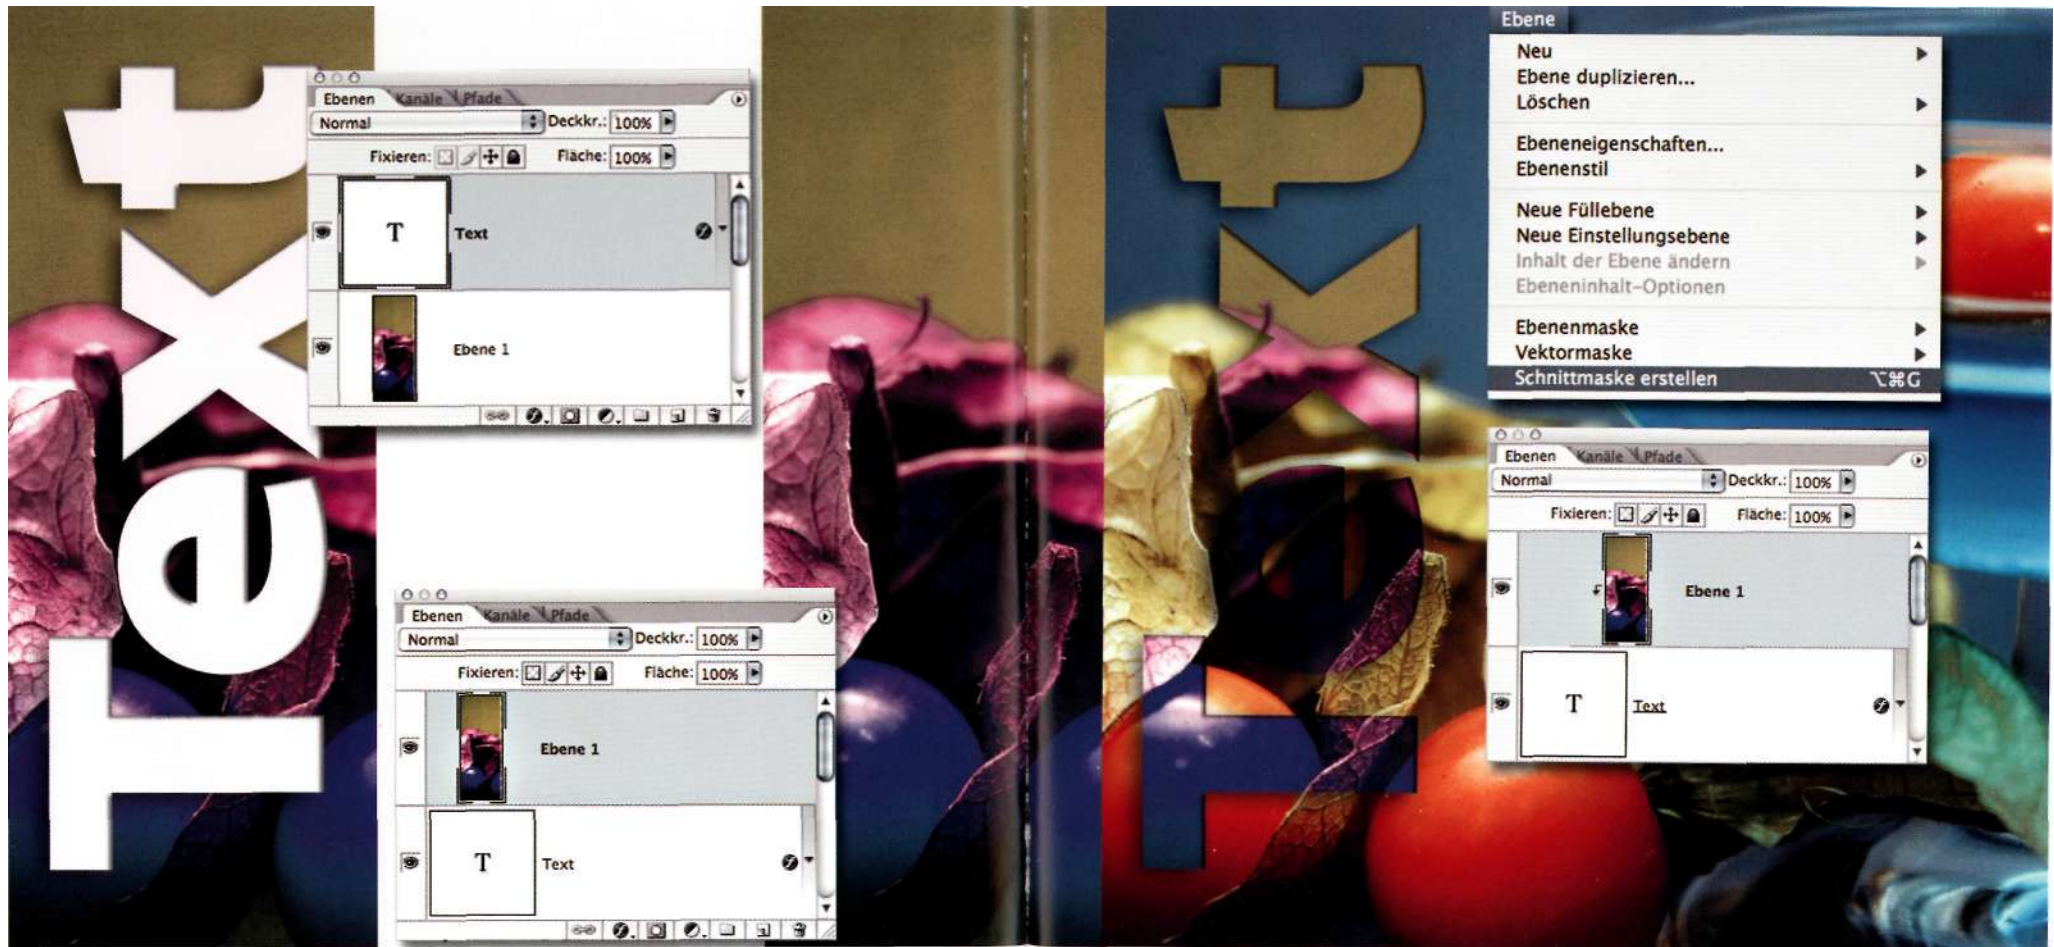 Text
Ebenen Kanäle Pfade
Normal Deckkr.: 100%
Fixieren: Fläche: 100%
T Text
Ebene 1
Ebenen Kanäle Pfade
Normal Deckkr.: 100%
Fixieren: Fläche: 100%
Ebene 1
T Text
Text
Ebene
Neu
Ebene duplizieren...
Löschen
Ebeneneigenschaften...
Ebenenstil
Neue Füllebene
Neue Einstellungsebene
Inhalt der Ebene ändern
Ebeneninhalt-Optionen
Ebenenmaske
Vektormaske
Schnittmaske erstellen ⌥⌘G
Ebenen Kanäle Pfade
Normal Deckkr.: 100%
Fixieren: Fläche: 100%
Ebene 1
T Text